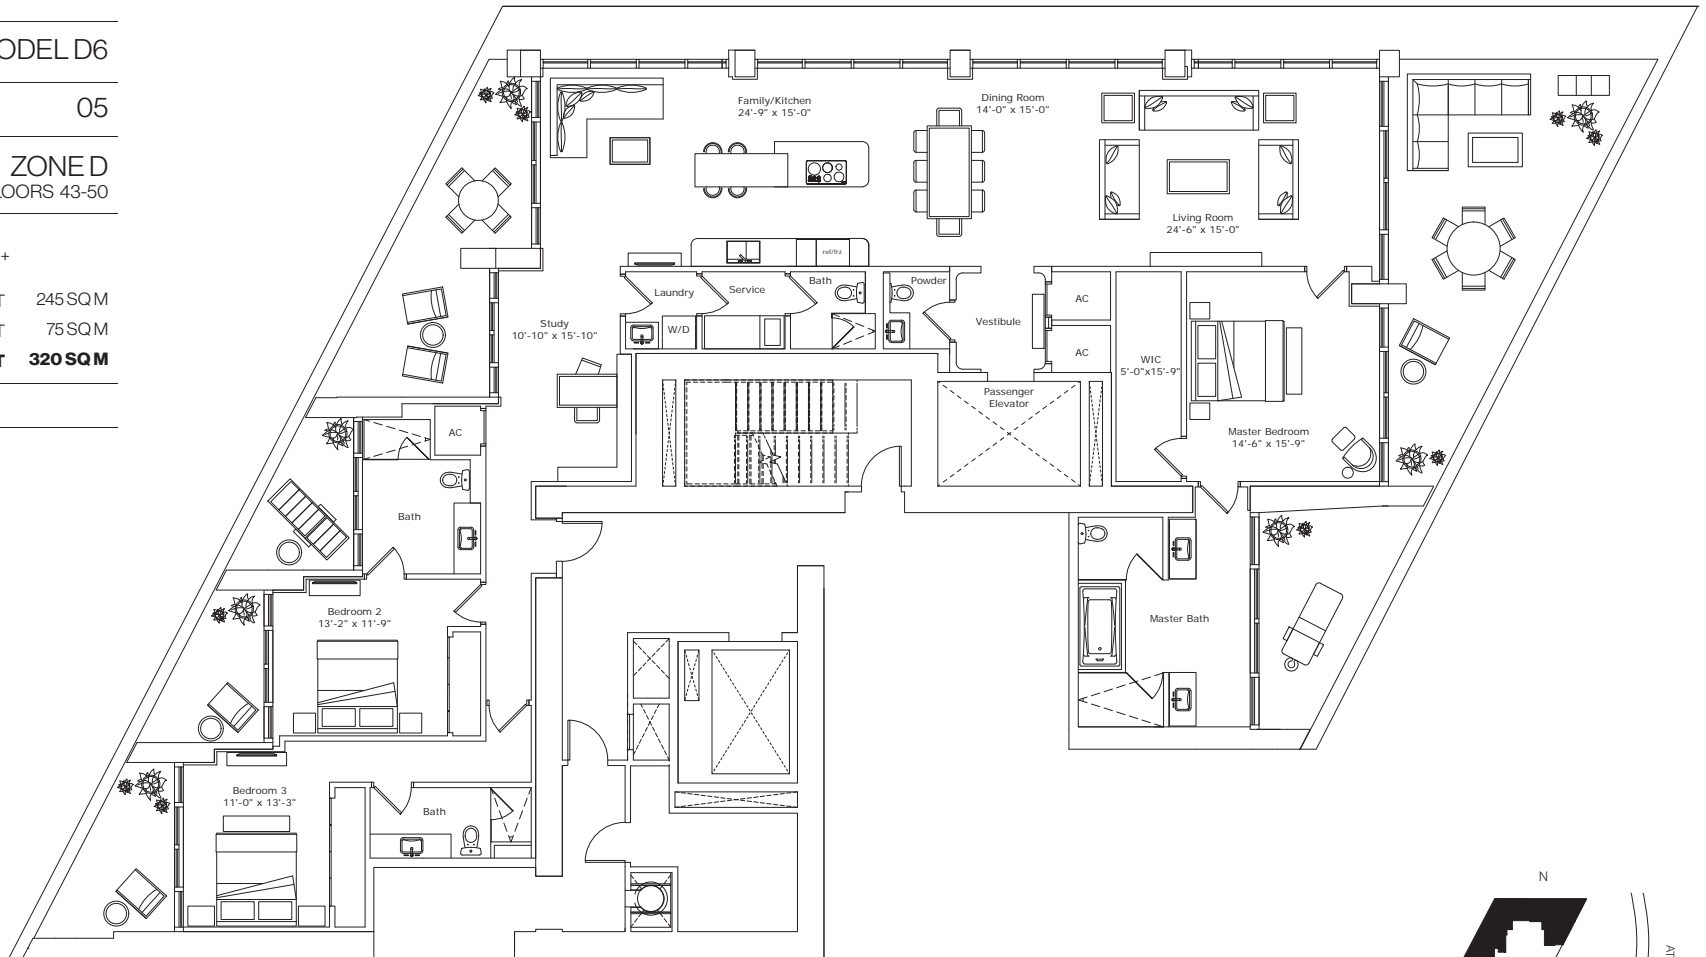 ODEL D6
05
ZONE D
LOORS 43-50
+
T 245 SQ M
T 75 SQ M
T 320 SQ M
Family/Kitchen
24'-9" x 15'-0"
Dining Room
14'-0" x 15'-0"
Living Room
24'-6" x 15'-0"
ref/frz
Laundry
Service
Bath
Powder
W/D
Vestibule
AC
AC
Study
10'-10" x 15'-10"
WIC
5'-0"x15'-9"
Passenger
Elevator
Master Bedroom
14'-6" x 15'-9"
AC
Bath
Bedroom 2
13'-2" x 11'-9"
Master Bath
Bedroom 3
11'-0" x 13'-3"
Bath
N
AT